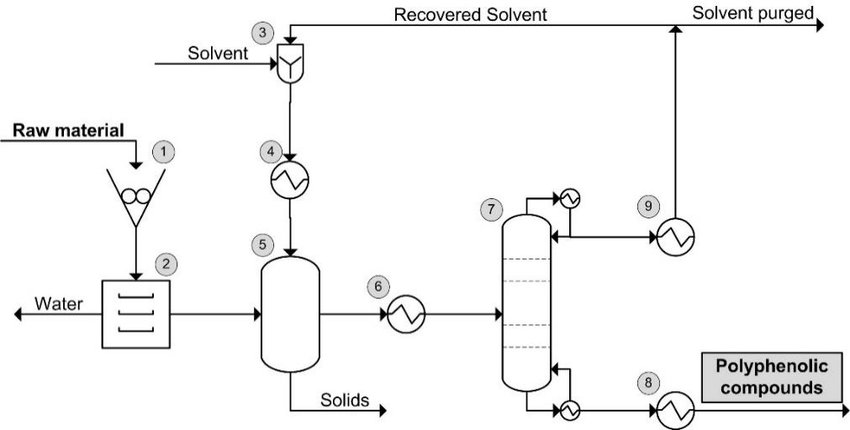 Recovered Solvent
Solvent purged
3
Solvent
Raw material
1
4
7
9
5
2
6
Water
8
Polyphenolic
compounds
Solids